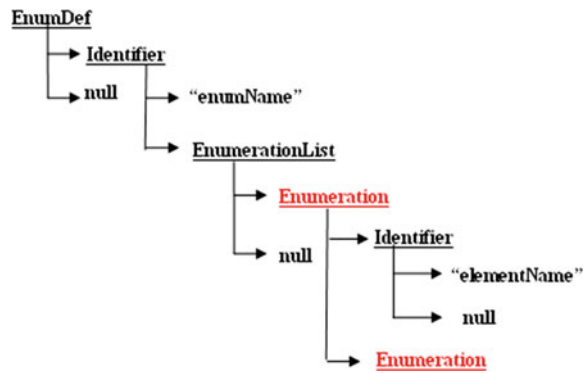 EnumDef
Identifier
null
“enumName”
EnumerationList
Enumeration
null
Identifier
“elementName”
null
Enumeration